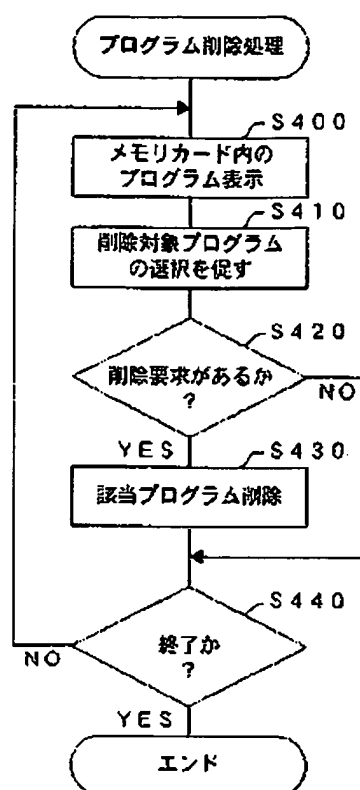 プログラム削除処理
S400
メモリカード内の
プログラム表示
S410
削除対象プログラム
の選択を促す
S420
削除要求があるか
?
NO
YES
S430
該当プログラム削除
S440
終了か
?
NO
YES
エンド